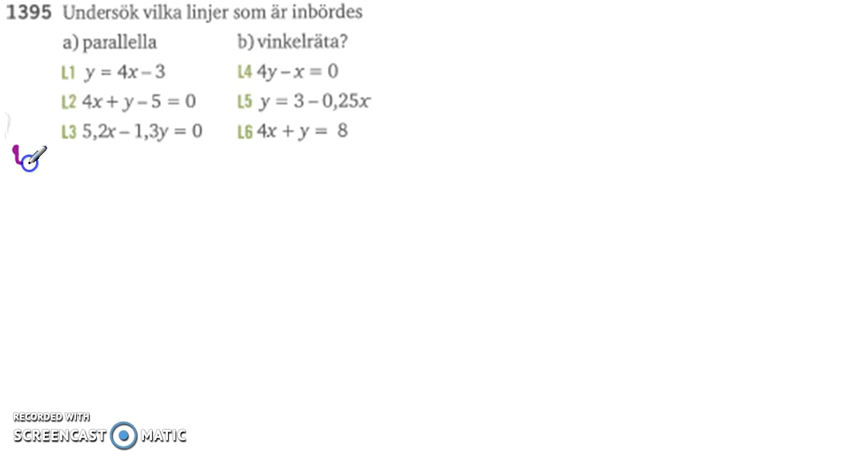 1395 Undersök vilka linjer som är inbördes
a) parallella b) vinkelräta?
L1 y = 4x – 3 L4 4y – x = 0
L2 4x + y – 5 = 0 L5 y = 3 – 0,25x
L3 5,2x – 1,3y = 0 L6 4x + y = 8
RECORDED WITH
SCREENCAST MATIC